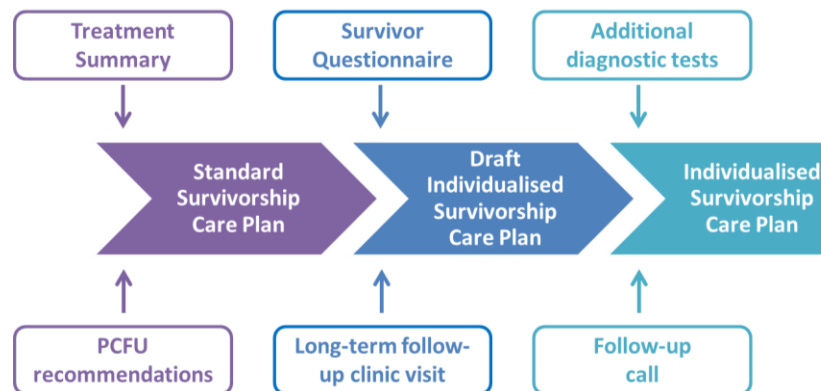 Treatment
Summary
Survivor
Questionnaire
Additional
diagnostic tests
Standard
Survivorship
Care Plan
Draft
Individualised
Survivorship
Care Plan
Individualised
Survivorship
Care Plan
PCFU
recommendations
Long-term follow-
up clinic visit
Follow-up
call